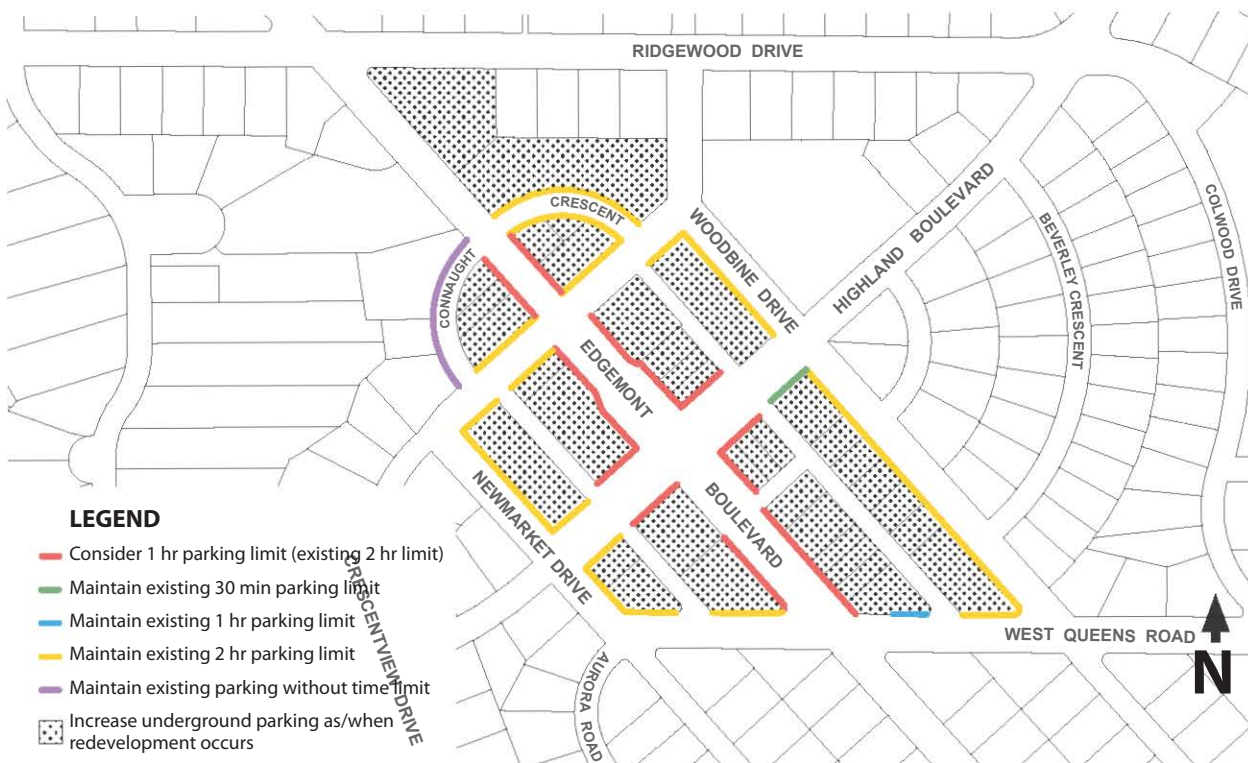 RIDGEWOOD DRIVE
CRESCENT
WOODBINE DRIVE
HIGHLAND BOULEVARD
BEVERLEY CRESCENT
COLWOOD DRIVE
CONNAUGHT
EDGEMONT
BOULEVARD
NEWMARKET DRIVE
CRESCENTVIEW DRIVE
AURORA ROAD
WEST QUEENS ROAD
N
LEGEND
Consider 1 hr parking limit (existing 2 hr limit)
Maintain existing 30 min parking limit
Maintain existing 1 hr parking limit
Maintain existing 2 hr parking limit
Maintain existing parking without time limit
Increase underground parking as/when
redevelopment occurs